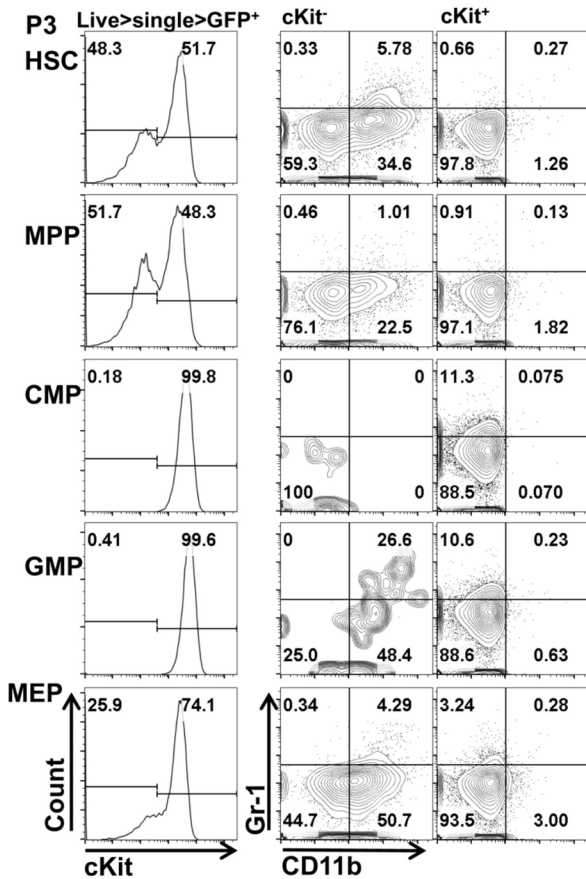 P3 Live>single>GFP⁺ cKit⁻ cKit⁺
HSC 48.3 51.7 0.33 5.78 0.66 0.27
59.3 34.6 97.8 1.26
MPP 51.7 48.3 0.46 1.01 0.91 0.13
76.1 22.5 97.1 1.82
CMP 0.18 99.8 0 0 11.3 0.075
100 0 88.5 0.070
GMP 0.41 99.6 0 26.6 10.6 0.23
25.0 48.4 88.6 0.63
MEP 25.9 74.1 0.34 4.29 3.24 0.28
44.7 50.7 93.5 3.00
Count
Gr-1
cKit CD11b